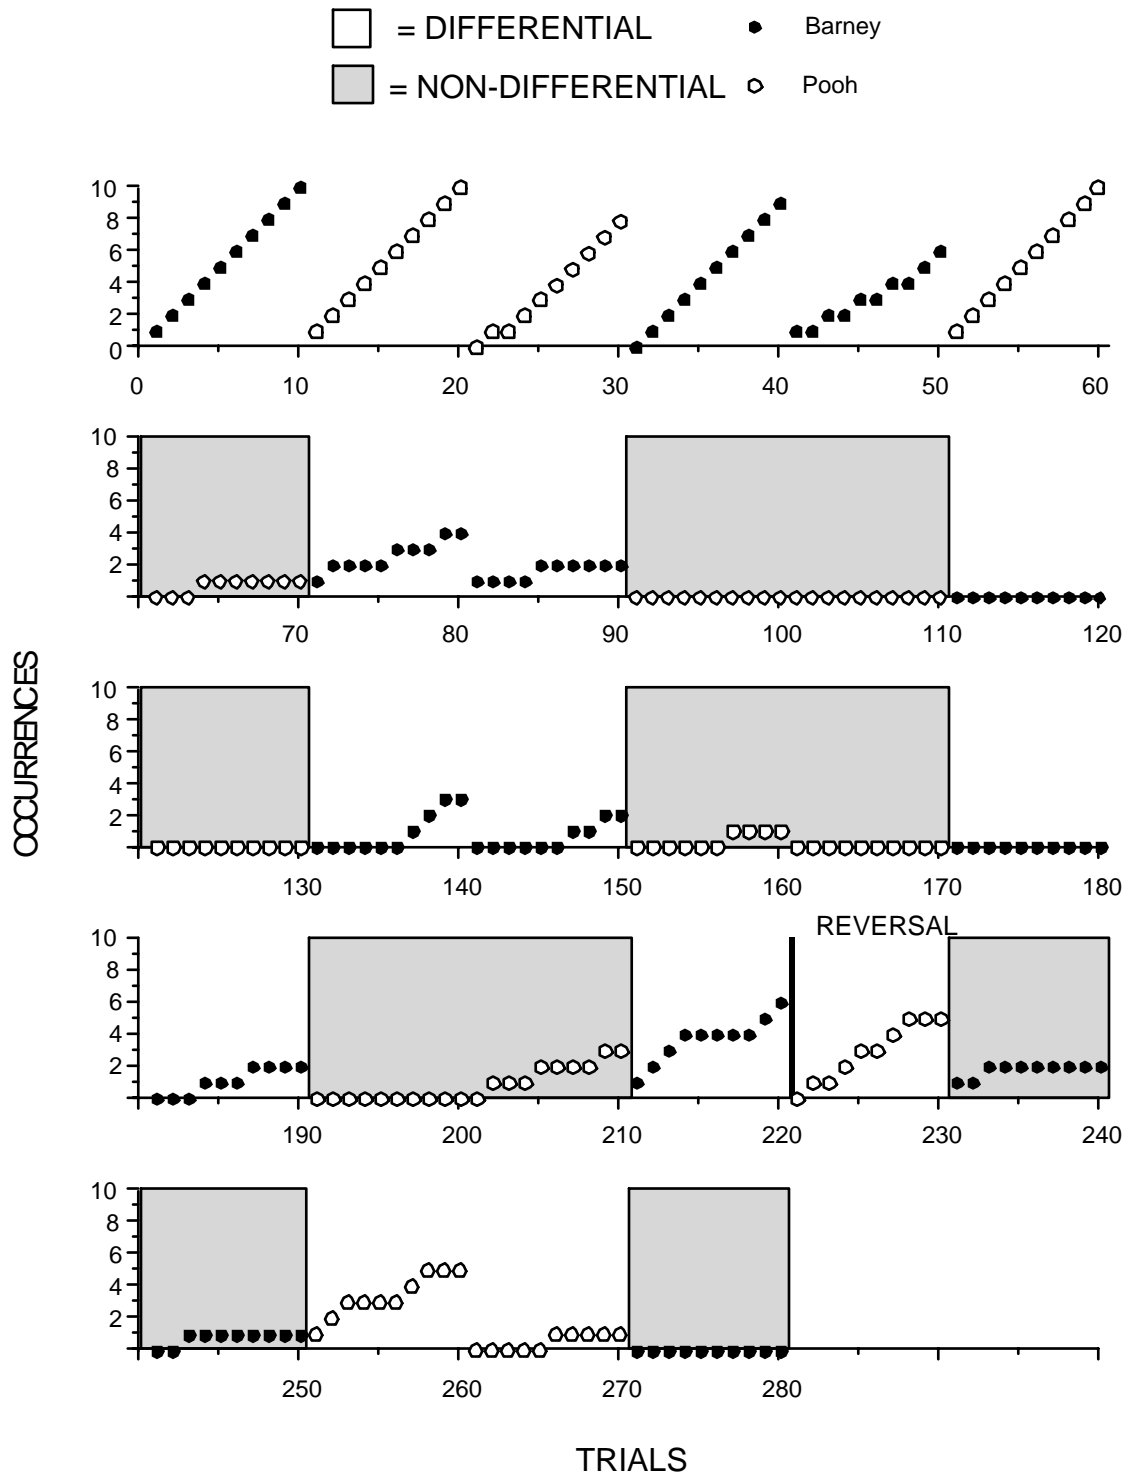 = DIFFERENTIAL Barney
= NON-DIFFERENTIAL Pooh
10
8
6
4
2
0
0 10 20 30 40 50 60
10
8
6
4
2
70 80 90 100 110 120
OCCURRENCES
10
8
6
4
2
130 140 150 160 170 180
REVERSAL
10
8
6
4
2
190 200 210 220 230 240
10
8
6
4
2
250 260 270 280
TRIALS